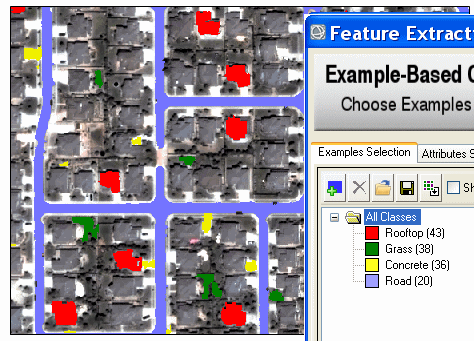 Feature Extract
Example-Based
Choose Examples
Examples Selection
Attributes S
Sh
All Classes
Rooftop (43)
Grass (38)
Concrete (36)
Road (20)